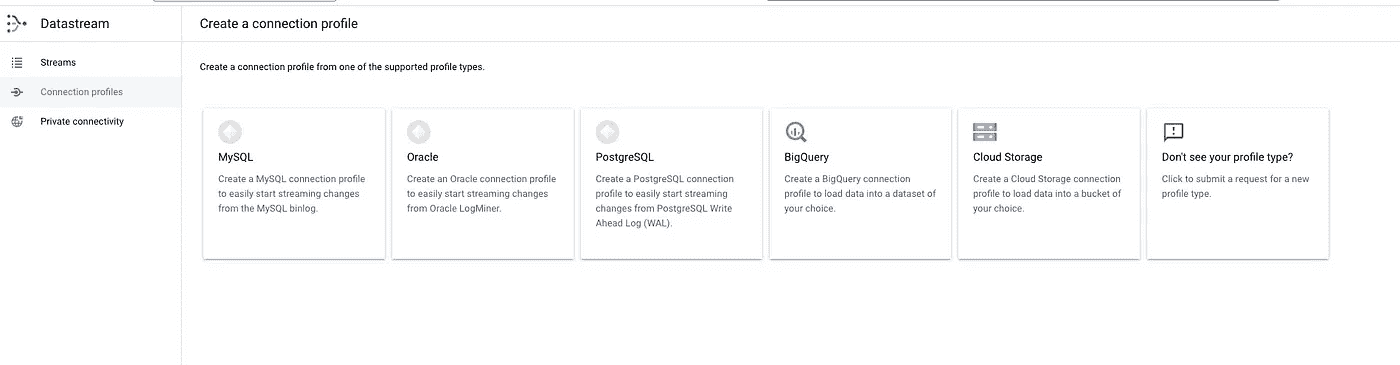 Datastream
Create a connection profile
Streams
Connection profiles
Private connectivity
Create a connection profile from one of the supported profile types.
MySQL
Create a MySQL connection profile
to easily start streaming changes
from the MySQL binlog.
Oracle
Create an Oracle connection profile
to easily start streaming changes
from Oracle LogMiner.
PostgreSQL
Create a PostgreSQL connection
profile to easily start streaming
changes from PostgreSQL Write
Ahead Log (WAL).
BigQuery
Create a BigQuery connection
profile to load data into a dataset of
your choice.
Cloud Storage
Create a Cloud Storage connection
profile to load data into a bucket of
your choice.
Don't see your profile type?
Click to submit a request for a new
profile type.